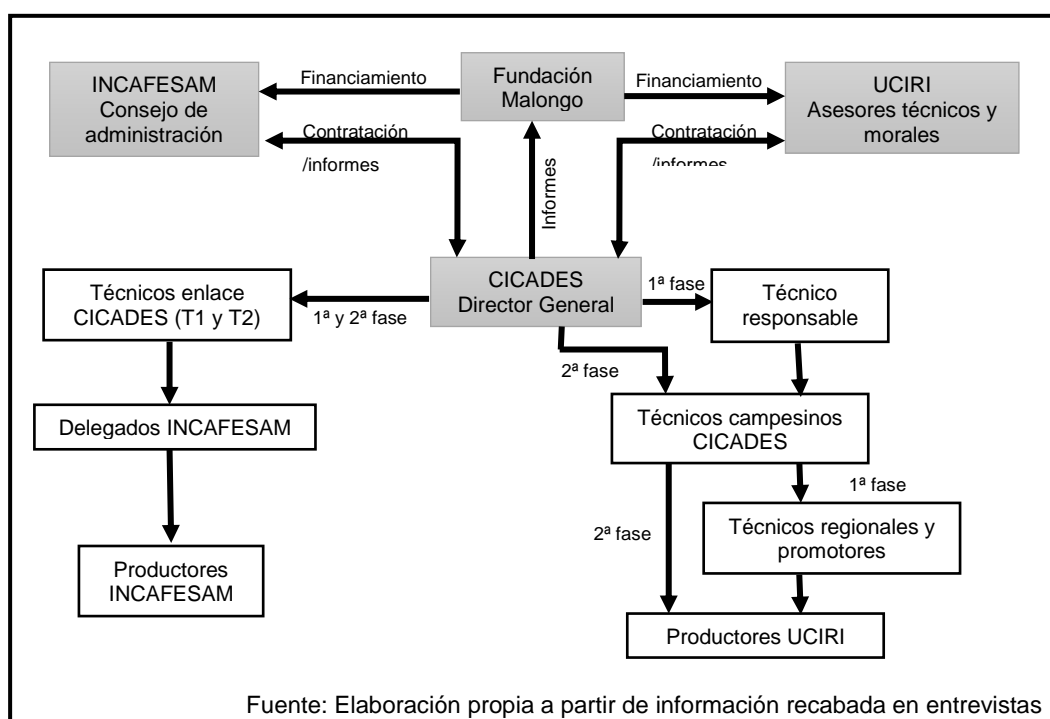 INCAFESAM
Consejo de
administración
Financiamiento
Fundación
Malongo
Financiamiento
UCIRI
Asesores técnicos y
morales
Contratación
/informes
Informes
Contratación
/informes
CICADES
Director General
Técnicos enlace
CICADES (T1 y T2)
1ª y 2ª fase
1ª fase
Técnico
responsable
2ª fase
Delegados INCAFESAM
Técnicos campesinos
CICADES
1ª fase
2ª fase
Técnicos regionales y
promotores
Productores
INCAFESAM
Productores UCIRI
Fuente: Elaboración propia a partir de información recabada en entrevistas